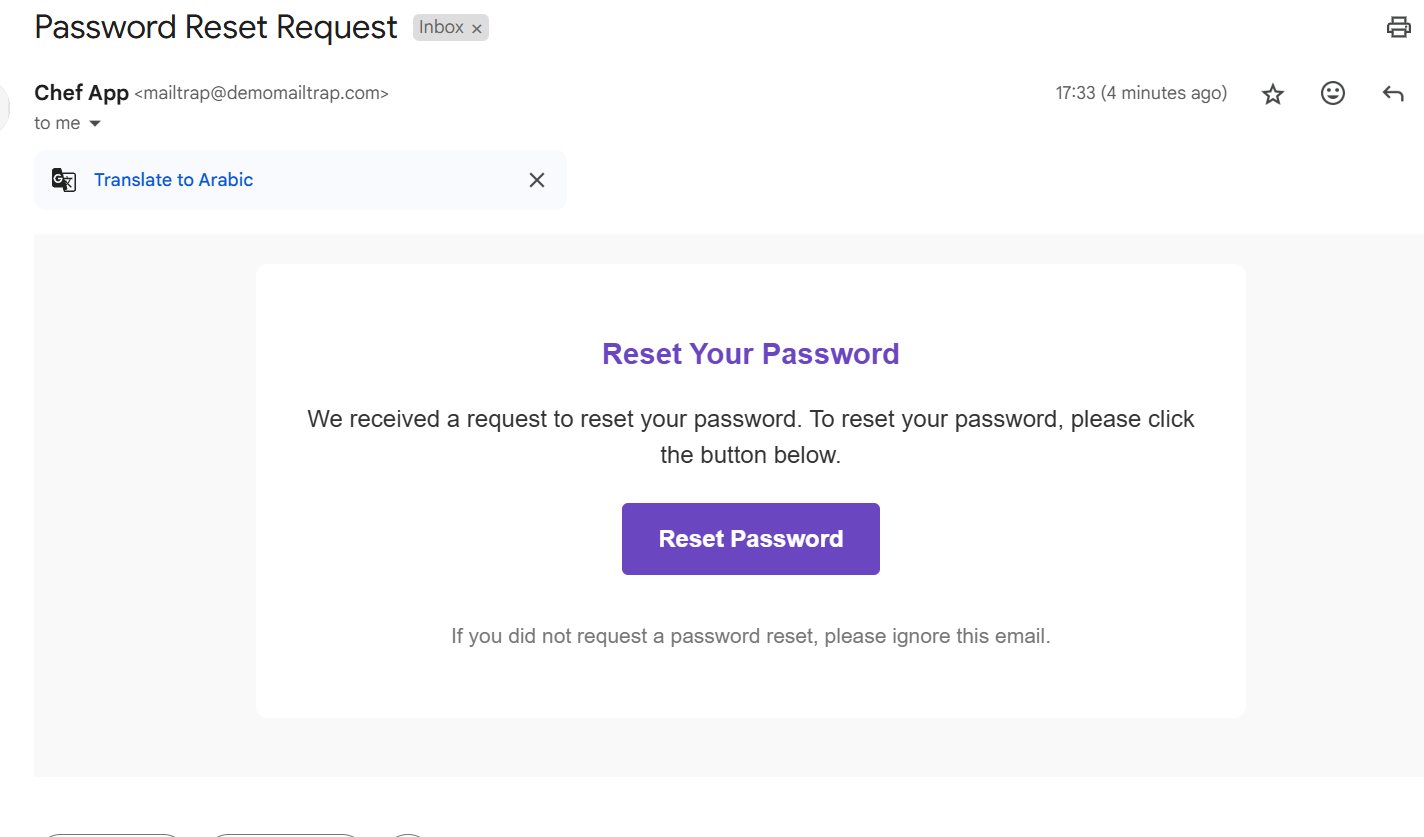 Password Reset Request Inbox ×
Chef App <mailtrap@demomailtrap.com> 17:33 (4 minutes ago)
to me
Translate to Arabic
Reset Your Password
We received a request to reset your password. To reset your password, please click
the button below.
Reset Password
If you did not request a password reset, please ignore this email.